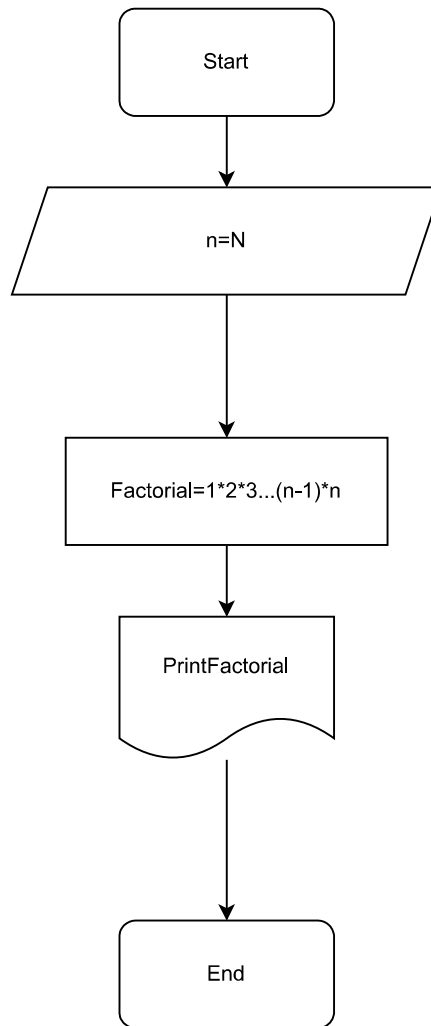 Start
n=N
Factorial=1*2*3...(n-1)*n
PrintFactorial
End